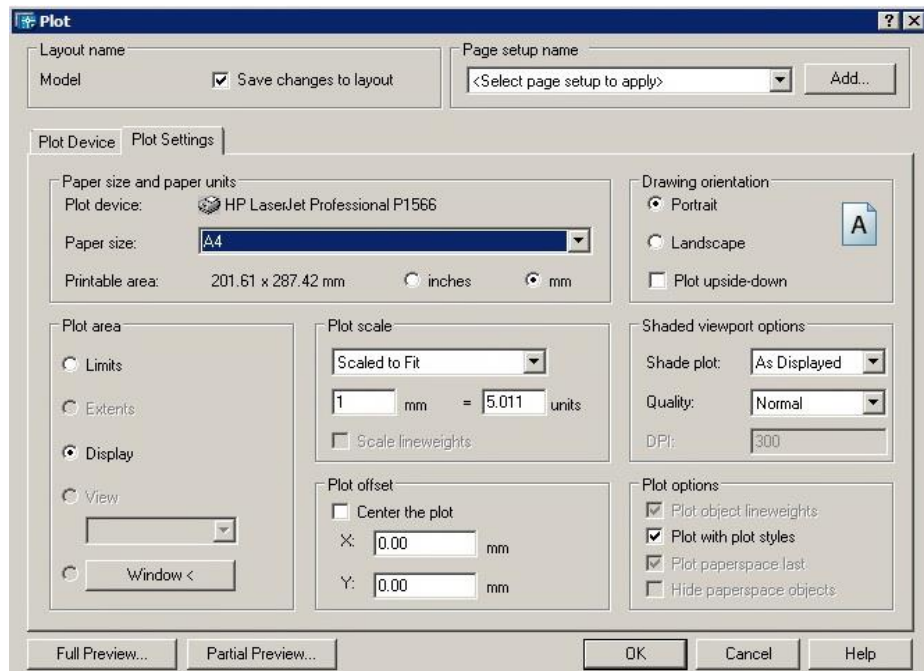 Plot
Layout name
Model
Save changes to layout
Page setup name
<Select page setup to apply>
Add...
Plot Device
Plot Settings
Paper size and paper units
Plot device:
HP LaserJet Professional P1566
Paper size:
A4
Printable area:
201.61 x 287.42 mm
inches
mm
Drawing orientation
Portrait
Landscape
Plot upside-down
A
Plot area
Limits
Extents
Display
View
Window <
Plot scale
Scaled to Fit
1 mm = 5.011 units
Scale lineweights
Plot offset
Center the plot
X: 0.00 mm
Y: 0.00 mm
Shaded viewport options
Shade plot: As Displayed
Quality: Normal
DPI: 300
Plot options
Plot object lineweights
Plot with plot styles
Plot paperspace last
Hide paperspace objects
Full Preview...
Partial Preview...
OK
Cancel
Help